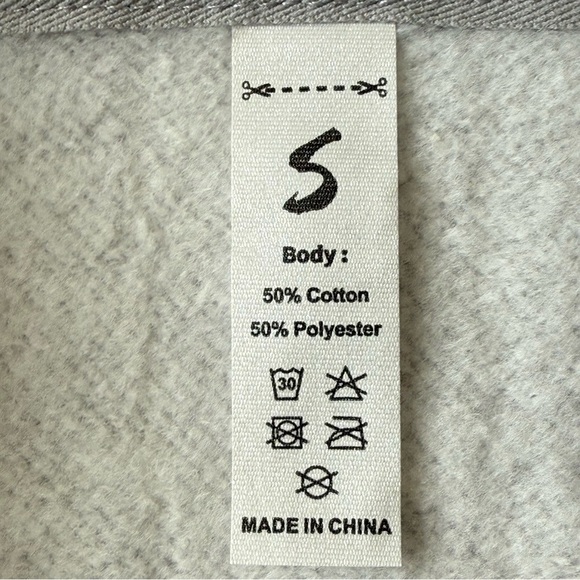 S
Body :
50% Cotton
50% Polyester
30
MADE IN CHINA